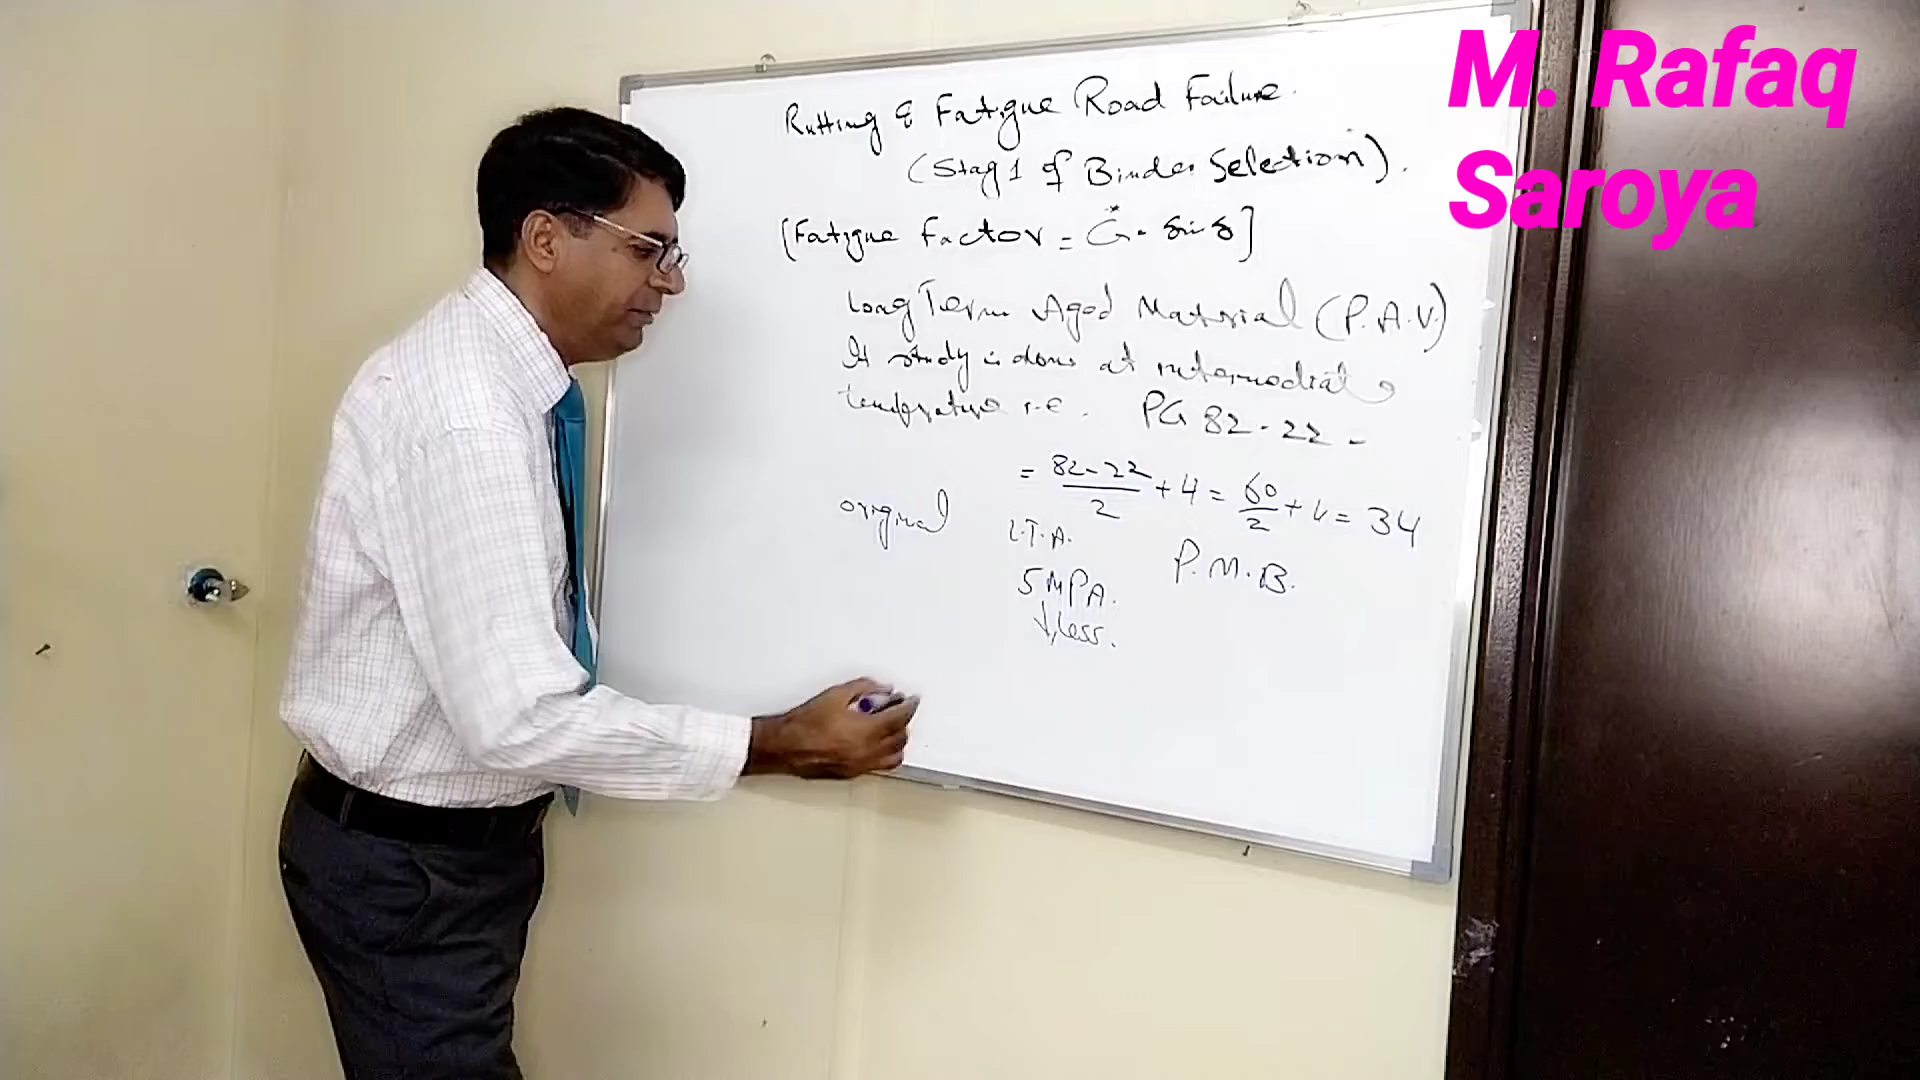 Rutting & Fatigue Road Failure.
(Stag 1 of Binder Selection).
[Fatigue Factor = G*. sin δ]
Long Term Aged Material (P.A.V.)
It study is done at intermediate
temperature i.e. PG 82-22 -
= 82-22/2 + 4 = 60/2 + 4 = 34
original L.T.A. P.M.B.
5 MPA.
↓ Less.
M. Rafaq
Saroya